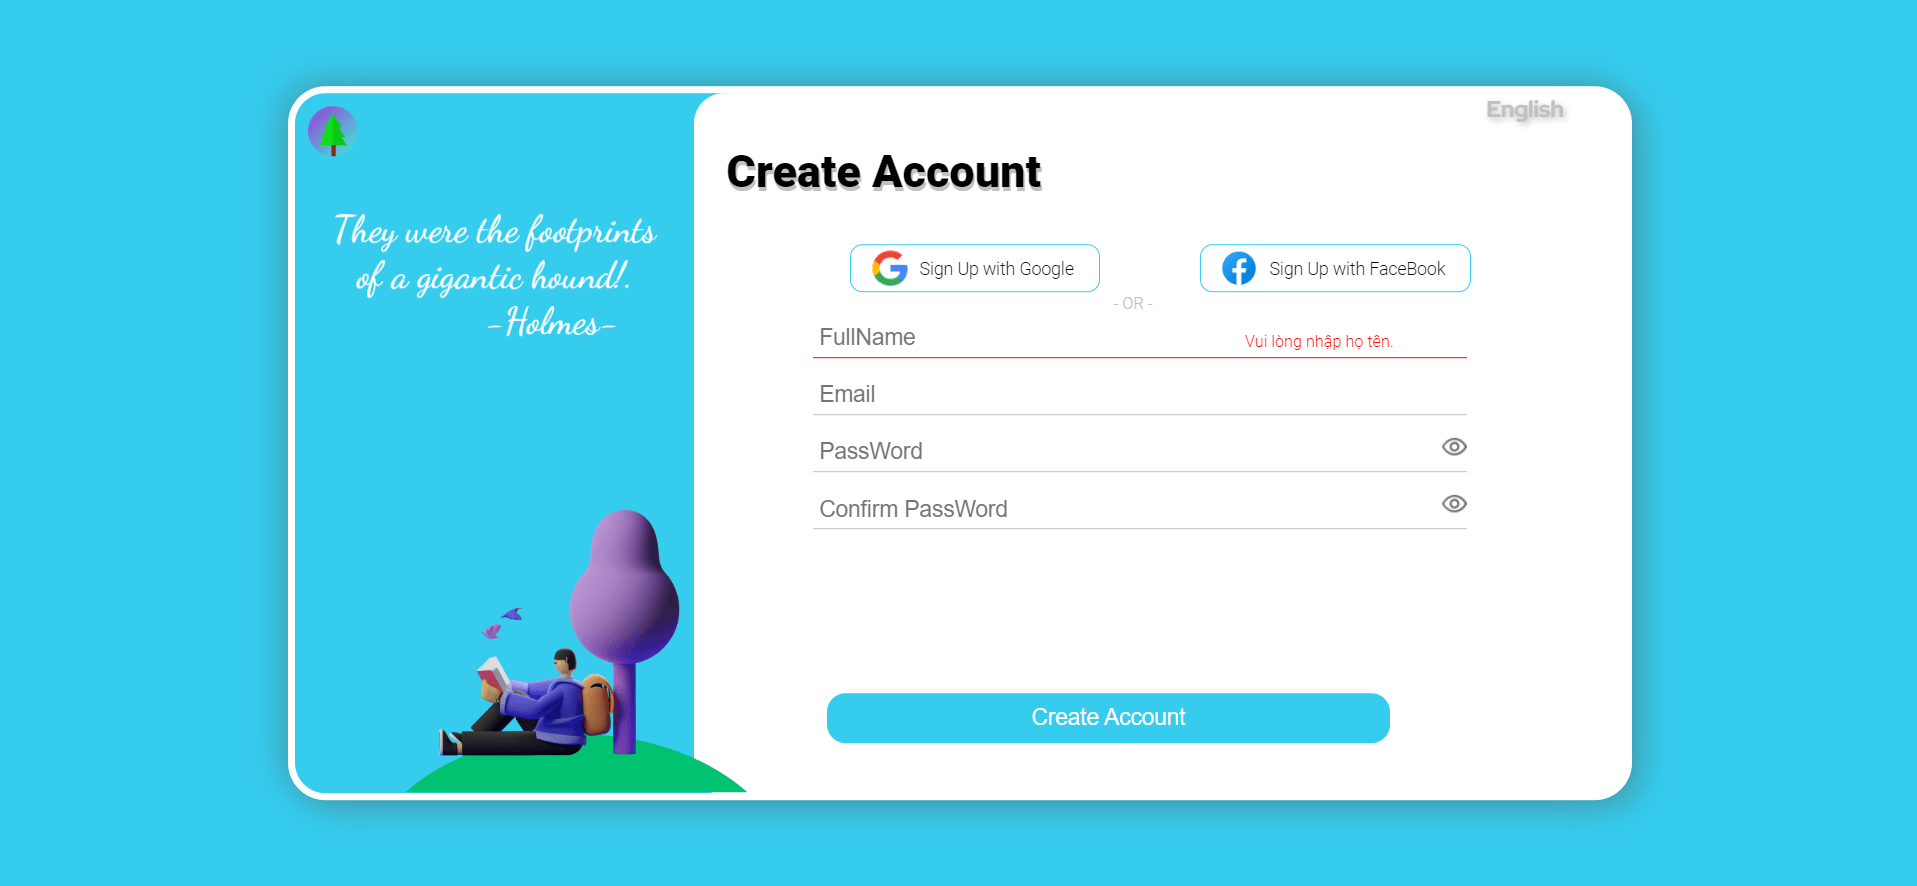 English
Create Account
They were the footprints
of a gigantic hound!.
-Holmes-
Sign Up with Google
Sign Up with FaceBook
- OR -
FullName
Vui lòng nhập họ tên.
Email
PassWord
Confirm PassWord
Create Account